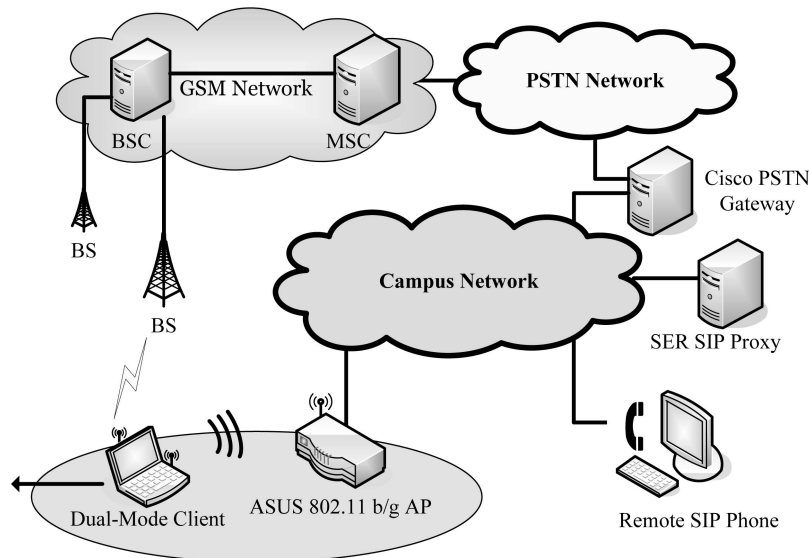 GSM Network
BSC
MSC
PSTN Network
BS
BS
Cisco PSTN
Gateway
Campus Network
SER SIP Proxy
Dual-Mode Client
ASUS 802.11 b/g AP
Remote SIP Phone